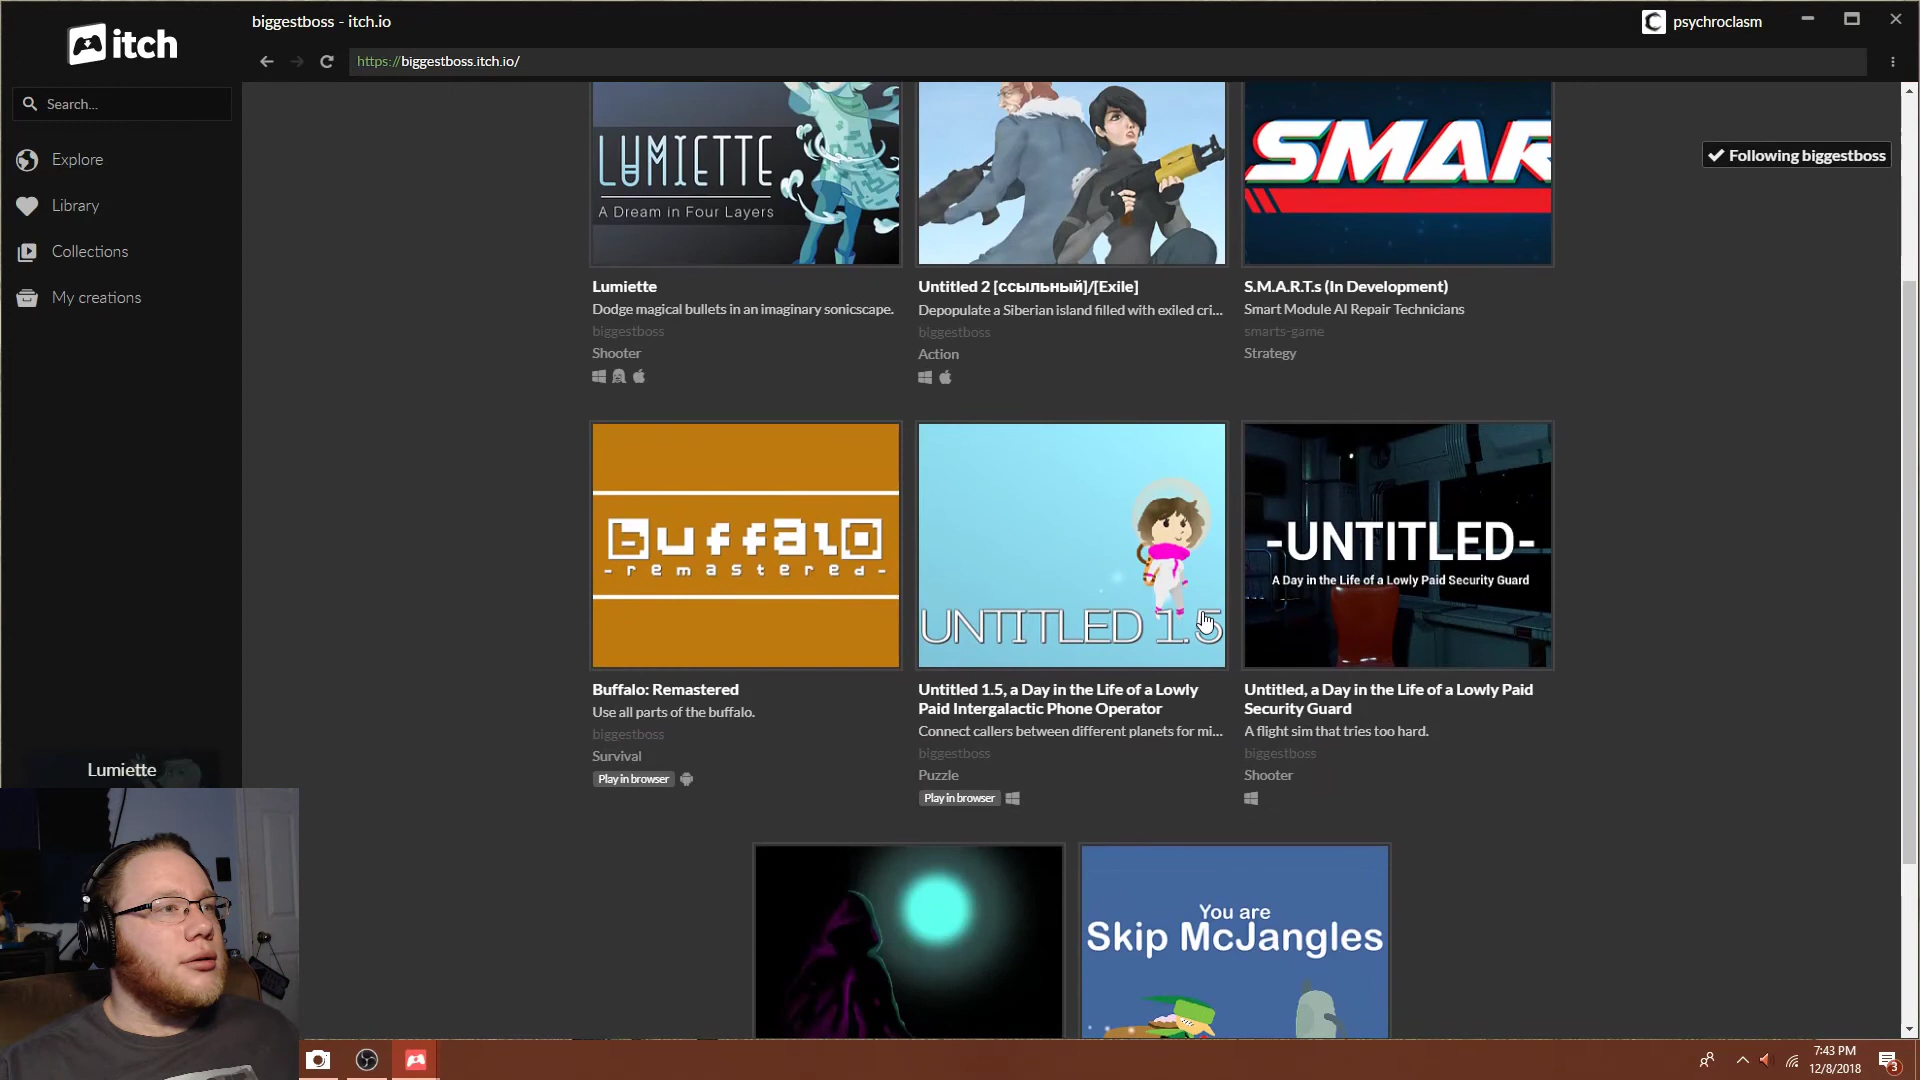 biggestboss - itch.io
psychroclasm
itch
https://biggestboss.itch.io/
Search...
Explore
Library
Collections
My creations
Following biggestboss
LUMIETTE
A Dream in Four Layers
SMAR
Lumiette
Dodge magical bullets in an imaginary sonicscape.
biggestboss
Shooter
Untitled 2 [ссыльный]/[Exile]
Depopulate a Siberian island filled with exiled cri...
biggestboss
Action
S.M.A.R.T.s (In Development)
Smart Module AI Repair Technicians
smarts-game
Strategy
buffalo
- remastered -
UNTITLED 1.5
-UNTITLED-
A Day in the Life of a Lowly Paid Security Guard
Buffalo: Remastered
Use all parts of the buffalo.
biggestboss
Survival
Play in browser
Untitled 1.5, a Day in the Life of a Lowly
Paid Intergalactic Phone Operator
Connect callers between different planets for mi...
biggestboss
Puzzle
Play in browser
Untitled, a Day in the Life of a Lowly Paid
Security Guard
A flight sim that tries too hard.
biggestboss
Shooter
Lumiette
You are
Skip McJangles
7:43 PM
12/8/2018
3